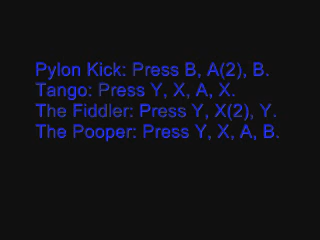 Pylon Kick: Press B, A(2), B.
Tango: Press Y, X, A, X.
The Fiddler: Press Y, X(2), Y.
The Pooper: Press Y, X, A, B.